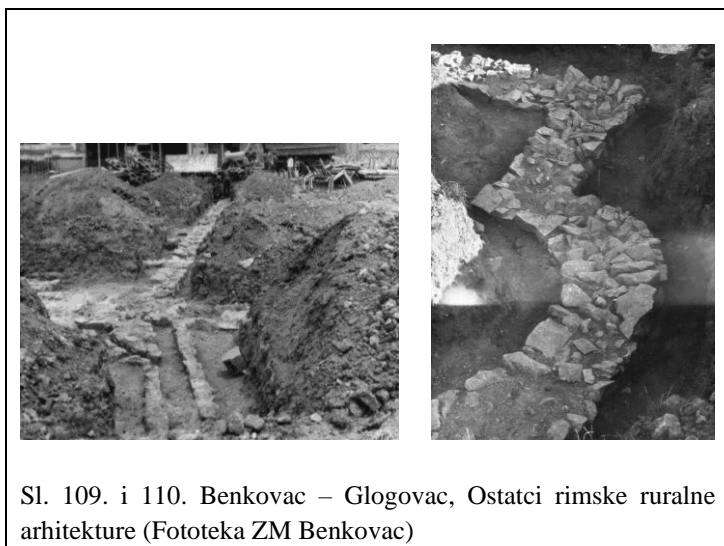 Sl. 109. i 110. Benkovac – Glogovac, Ostatci rimske ruralne
arhitekture (Fototeka ZM Benkovac)